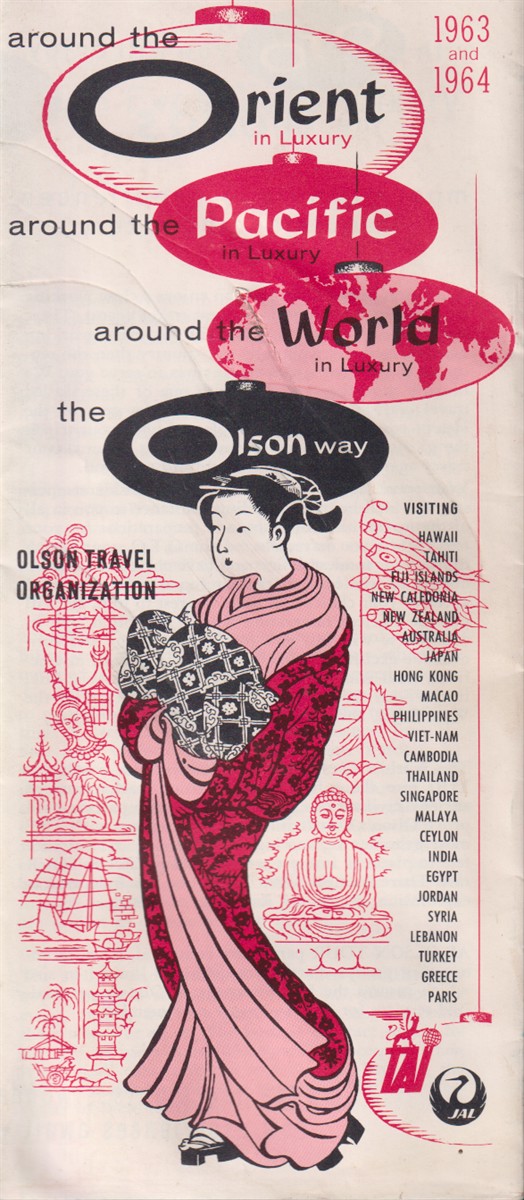 around the
Orient
in Luxury
1963
and
1964
around the Pacific
in Luxury
around the World
in Luxury
the
Olson way
OLSON TRAVEL
ORGANIZATION
VISITING
HAWAII
TAHITI
FIJI ISLANDS
NEW CALEDONIA
NEW ZEALAND
AUSTRALIA
JAPAN
HONG KONG
MACAO
PHILIPPINES
VIET-NAM
CAMBODIA
THAILAND
SINGAPORE
MALAYA
CEYLON
INDIA
EGYPT
JORDAN
SYRIA
LEBANON
TURKEY
GREECE
PARIS
TAI
JAL